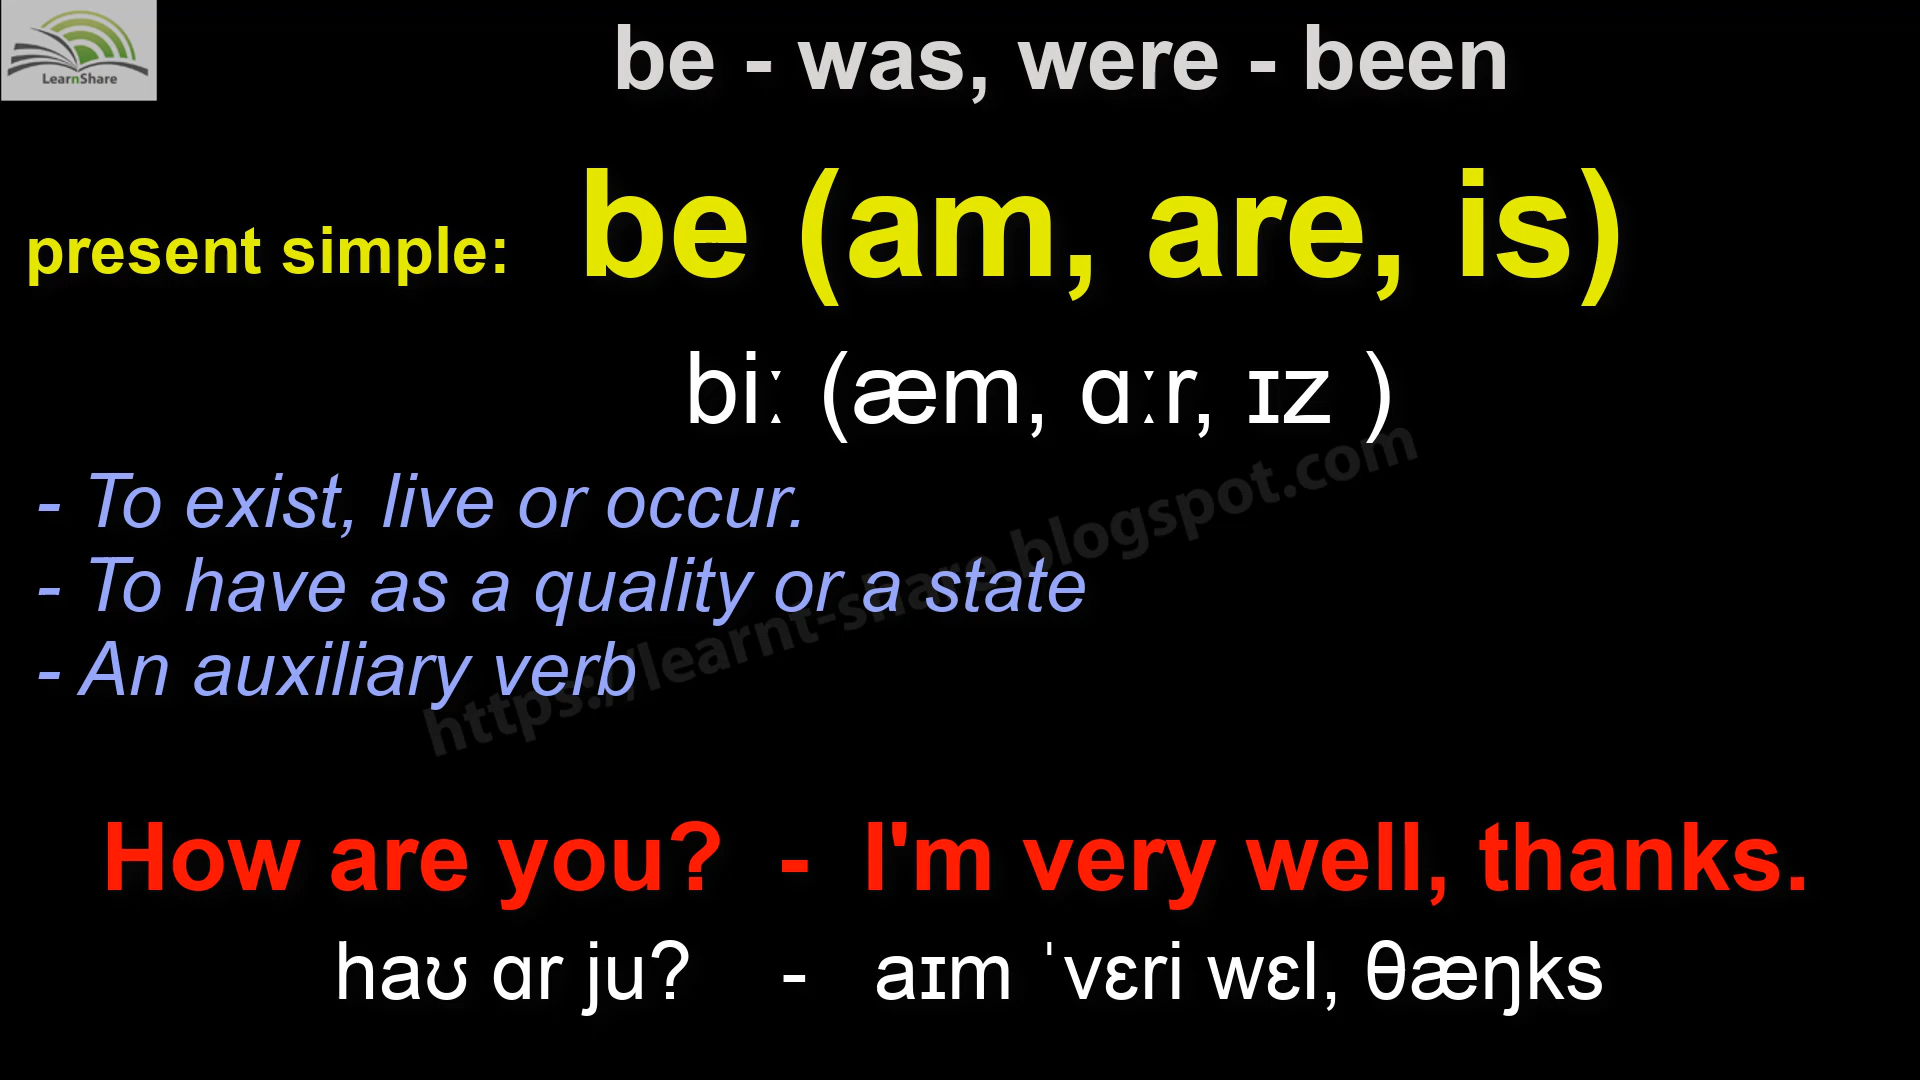 LearnShare
be - was, were - been
present simple: be (am, are, is)
biː (æm, ɑːr, ɪz )
- To exist, live or occur.
- To have as a quality or a state
- An auxiliary verb
https://learnt-share.blogspot.com
How are you? - I'm very well, thanks.
haʊ ɑr ju? - aɪm ˈvɛri wɛl, θæŋks